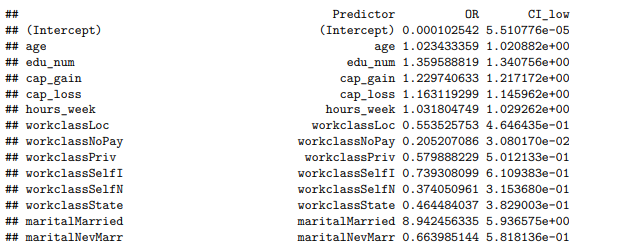 ## Predictor OR CI_low
## (Intercept) (Intercept) 0.000102542 5.510776e-05
## age age 1.023433359 1.020882e+00
## edu_num edu_num 1.359588819 1.340756e+00
## cap_gain cap_gain 1.229740633 1.217172e+00
## cap_loss cap_loss 1.163119299 1.145962e+00
## hours_week hours_week 1.031804749 1.029262e+00
## workclassLoc workclassLoc 0.553525753 4.646435e-01
## workclassNoPay workclassNoPay 0.205207086 3.080170e-02
## workclassPriv workclassPriv 0.579888229 5.012133e-01
## workclassSelfI workclassSelfI 0.739308099 6.109383e-01
## workclassSelfN workclassSelfN 0.374050961 3.153680e-01
## workclassState workclassState 0.464484037 3.829003e-01
## maritalMarried maritalMarried 8.942456335 5.936575e+00
## maritalNevMarr maritalNevMarr 0.663985144 5.818136e-01